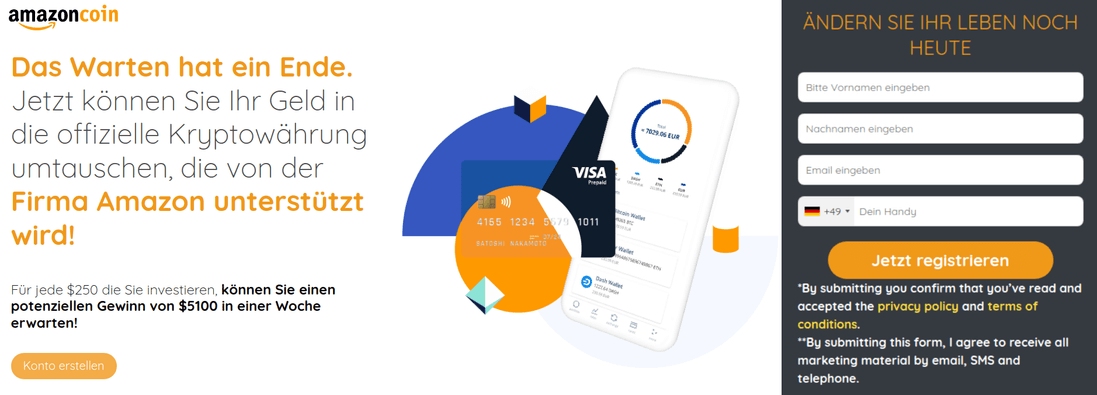 amazoncoin
Das Warten hat ein Ende.
Jetzt können Sie Ihr Geld in
die offizielle Kryptowährung
umtauschen, die von der
Firma Amazon unterstützt
wird!
Für jede $250 die Sie investieren, können Sie einen
potenziellen Gewinn von $5100 in einer Woche
erwarten!
Konto erstellen
VISA
Prepaid
4165 1234 5678 1011
SATOSHI NAKAMOTO
≈ 7029.06 EUR
Dash Wallet
ÄNDERN SIE IHR LEBEN NOCH
HEUTE
Bitte Vornamen eingeben
Nachnamen eingeben
Email eingeben
+49 Dein Handy
Jetzt registrieren
*By submitting you confirm that you've read and
accepted the privacy policy and terms of
conditions.
**By submitting this form, I agree to receive all
marketing material by email, SMS and
telephone.